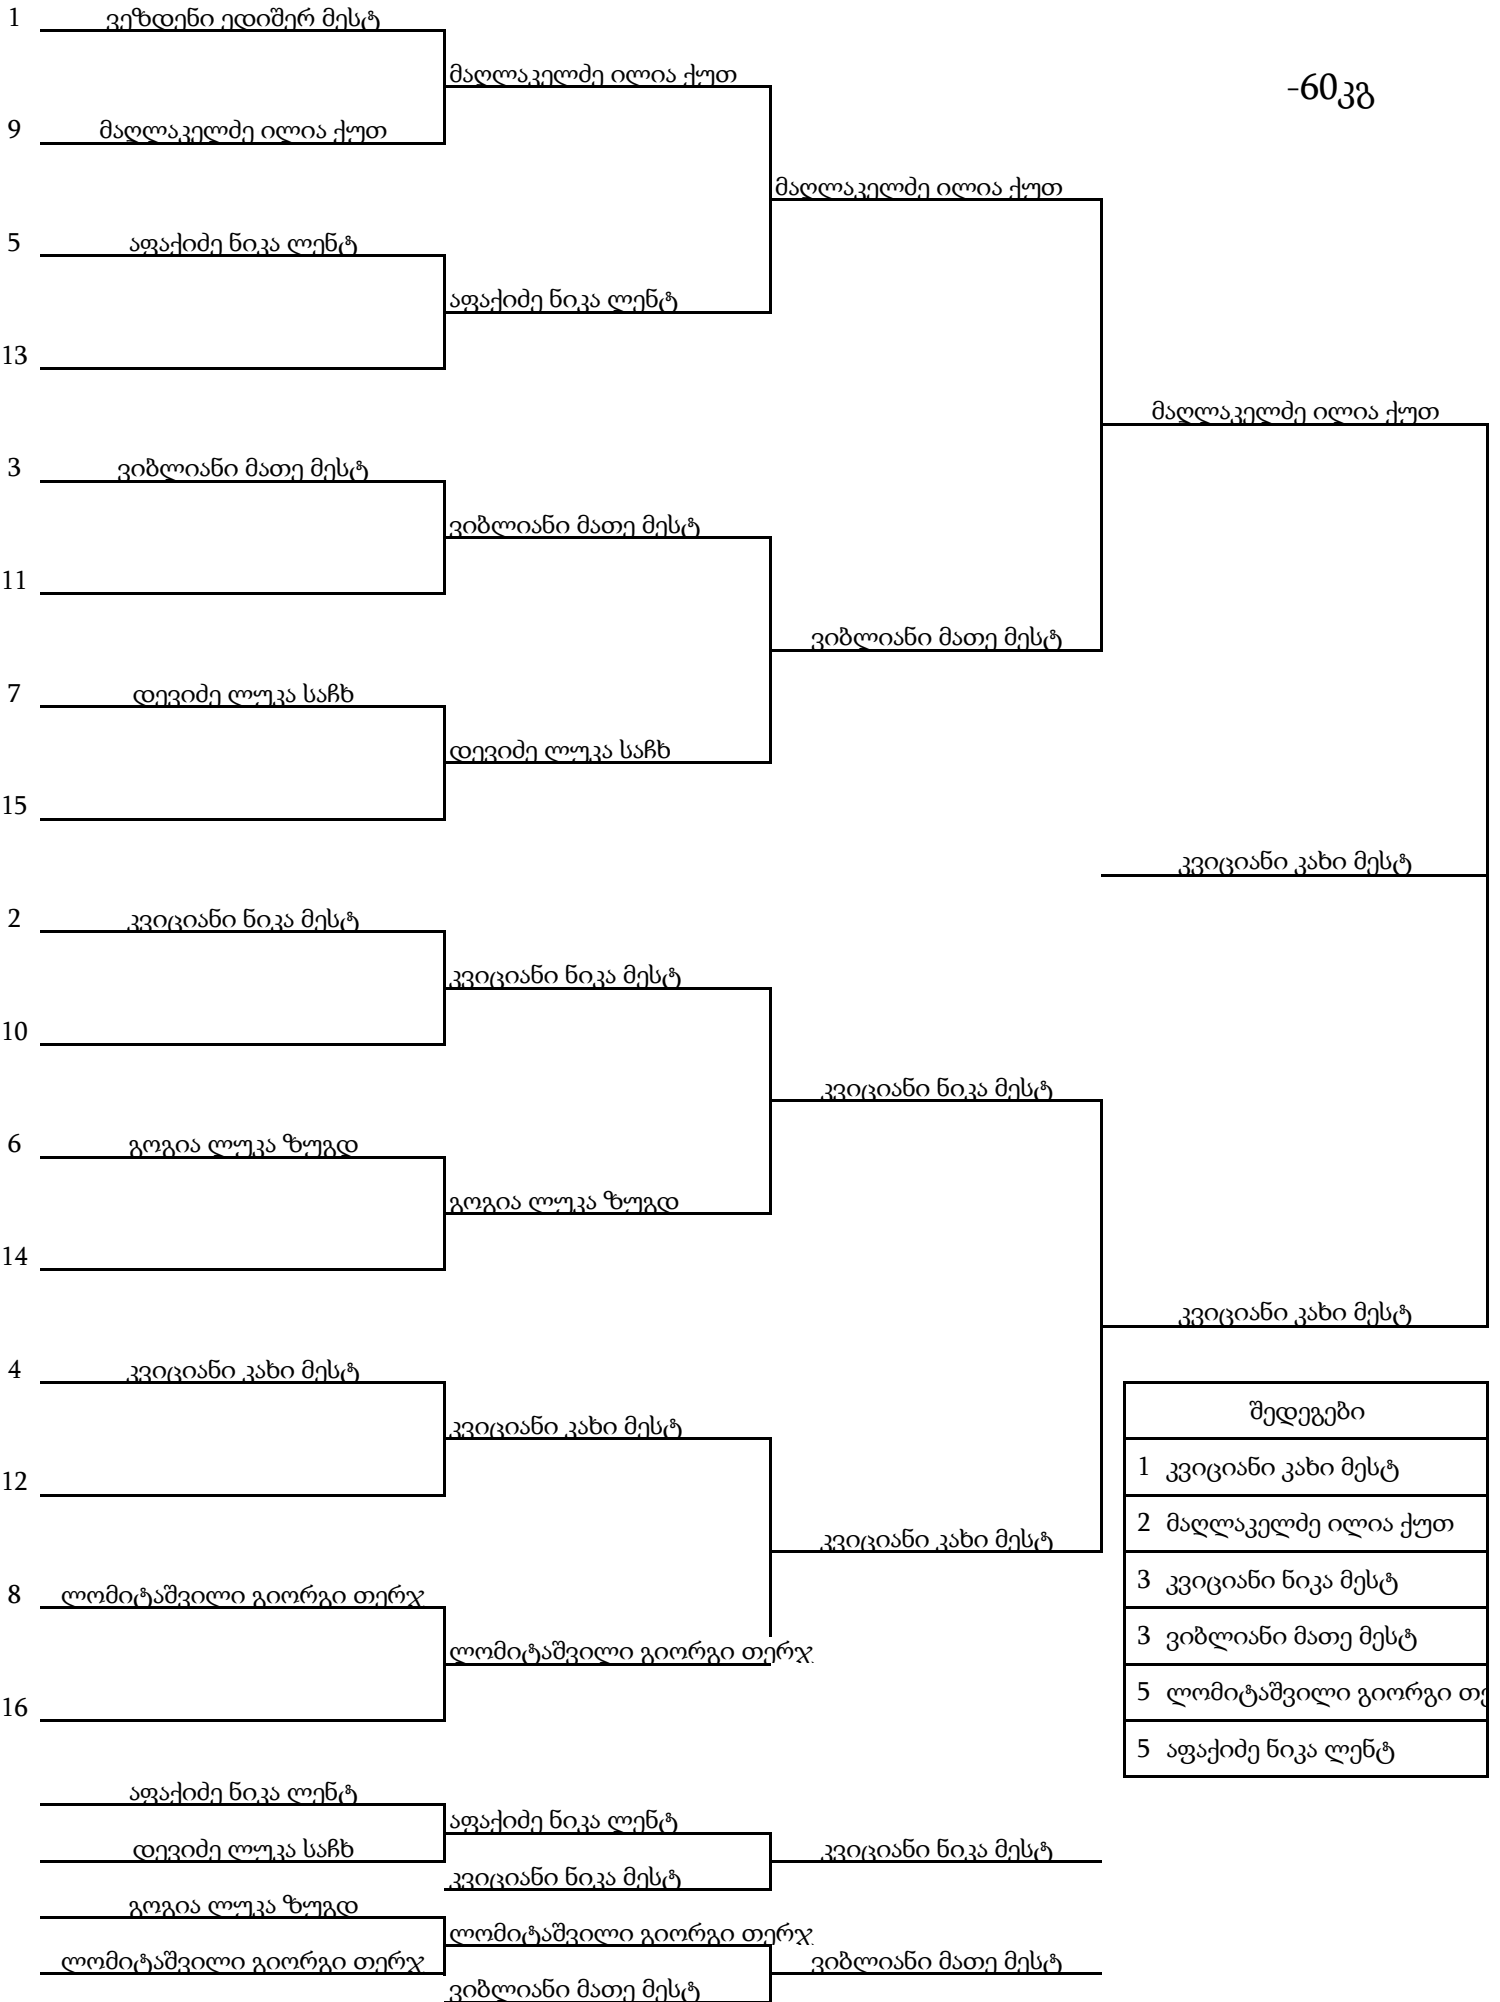 1 ვეზდენი ედიშერ მესტ
მაღლაკელძე ილია ქუთ
-60კგ
9 მაღლაკელძე ილია ქუთ
მაღლაკელძე ილია ქუთ
5 აფაქიძე ნიკა ლენტ
აფაქიძე ნიკა ლენტ
13
მაღლაკელძე ილია ქუთ
3 ვიბლიანი მათე მესტ
ვიბლიანი მათე მესტ
11
ვიბლიანი მათე მესტ
7 დევიძე ლუკა საჩხ
დევიძე ლუკა საჩხ
15
კვიციანი კახი მესტ
2 კვიციანი ნიკა მესტ
კვიციანი ნიკა მესტ
10
კვიციანი ნიკა მესტ
6 გოგია ლუკა ზუგდ
გოგია ლუკა ზუგდ
14
კვიციანი კახი მესტ
4 კვიციანი კახი მესტ
კვიციანი კახი მესტ
12
კვიციანი კახი მესტ
8 ლომიტაშვილი გიორგი თერჯ
ლომიტაშვილი გიორგი თერჯ
16
შედეგები
1 კვიციანი კახი მესტ
2 მაღლაკელძე ილია ქუთ
3 კვიციანი ნიკა მესტ
3 ვიბლიანი მათე მესტ
5 ლომიტაშვილი გიორგი თე
5 აფაქიძე ნიკა ლენტ
აფაქიძე ნიკა ლენტ
აფაქიძე ნიკა ლენტ
დევიძე ლუკა საჩხ
კვიციანი ნიკა მესტ
კვიციანი ნიკა მესტ
გოგია ლუკა ზუგდ
ლომიტაშვილი გიორგი თერჯ
ლომიტაშვილი გიორგი თერჯ
ვიბლიანი მათე მესტ
ვიბლიანი მათე მესტ